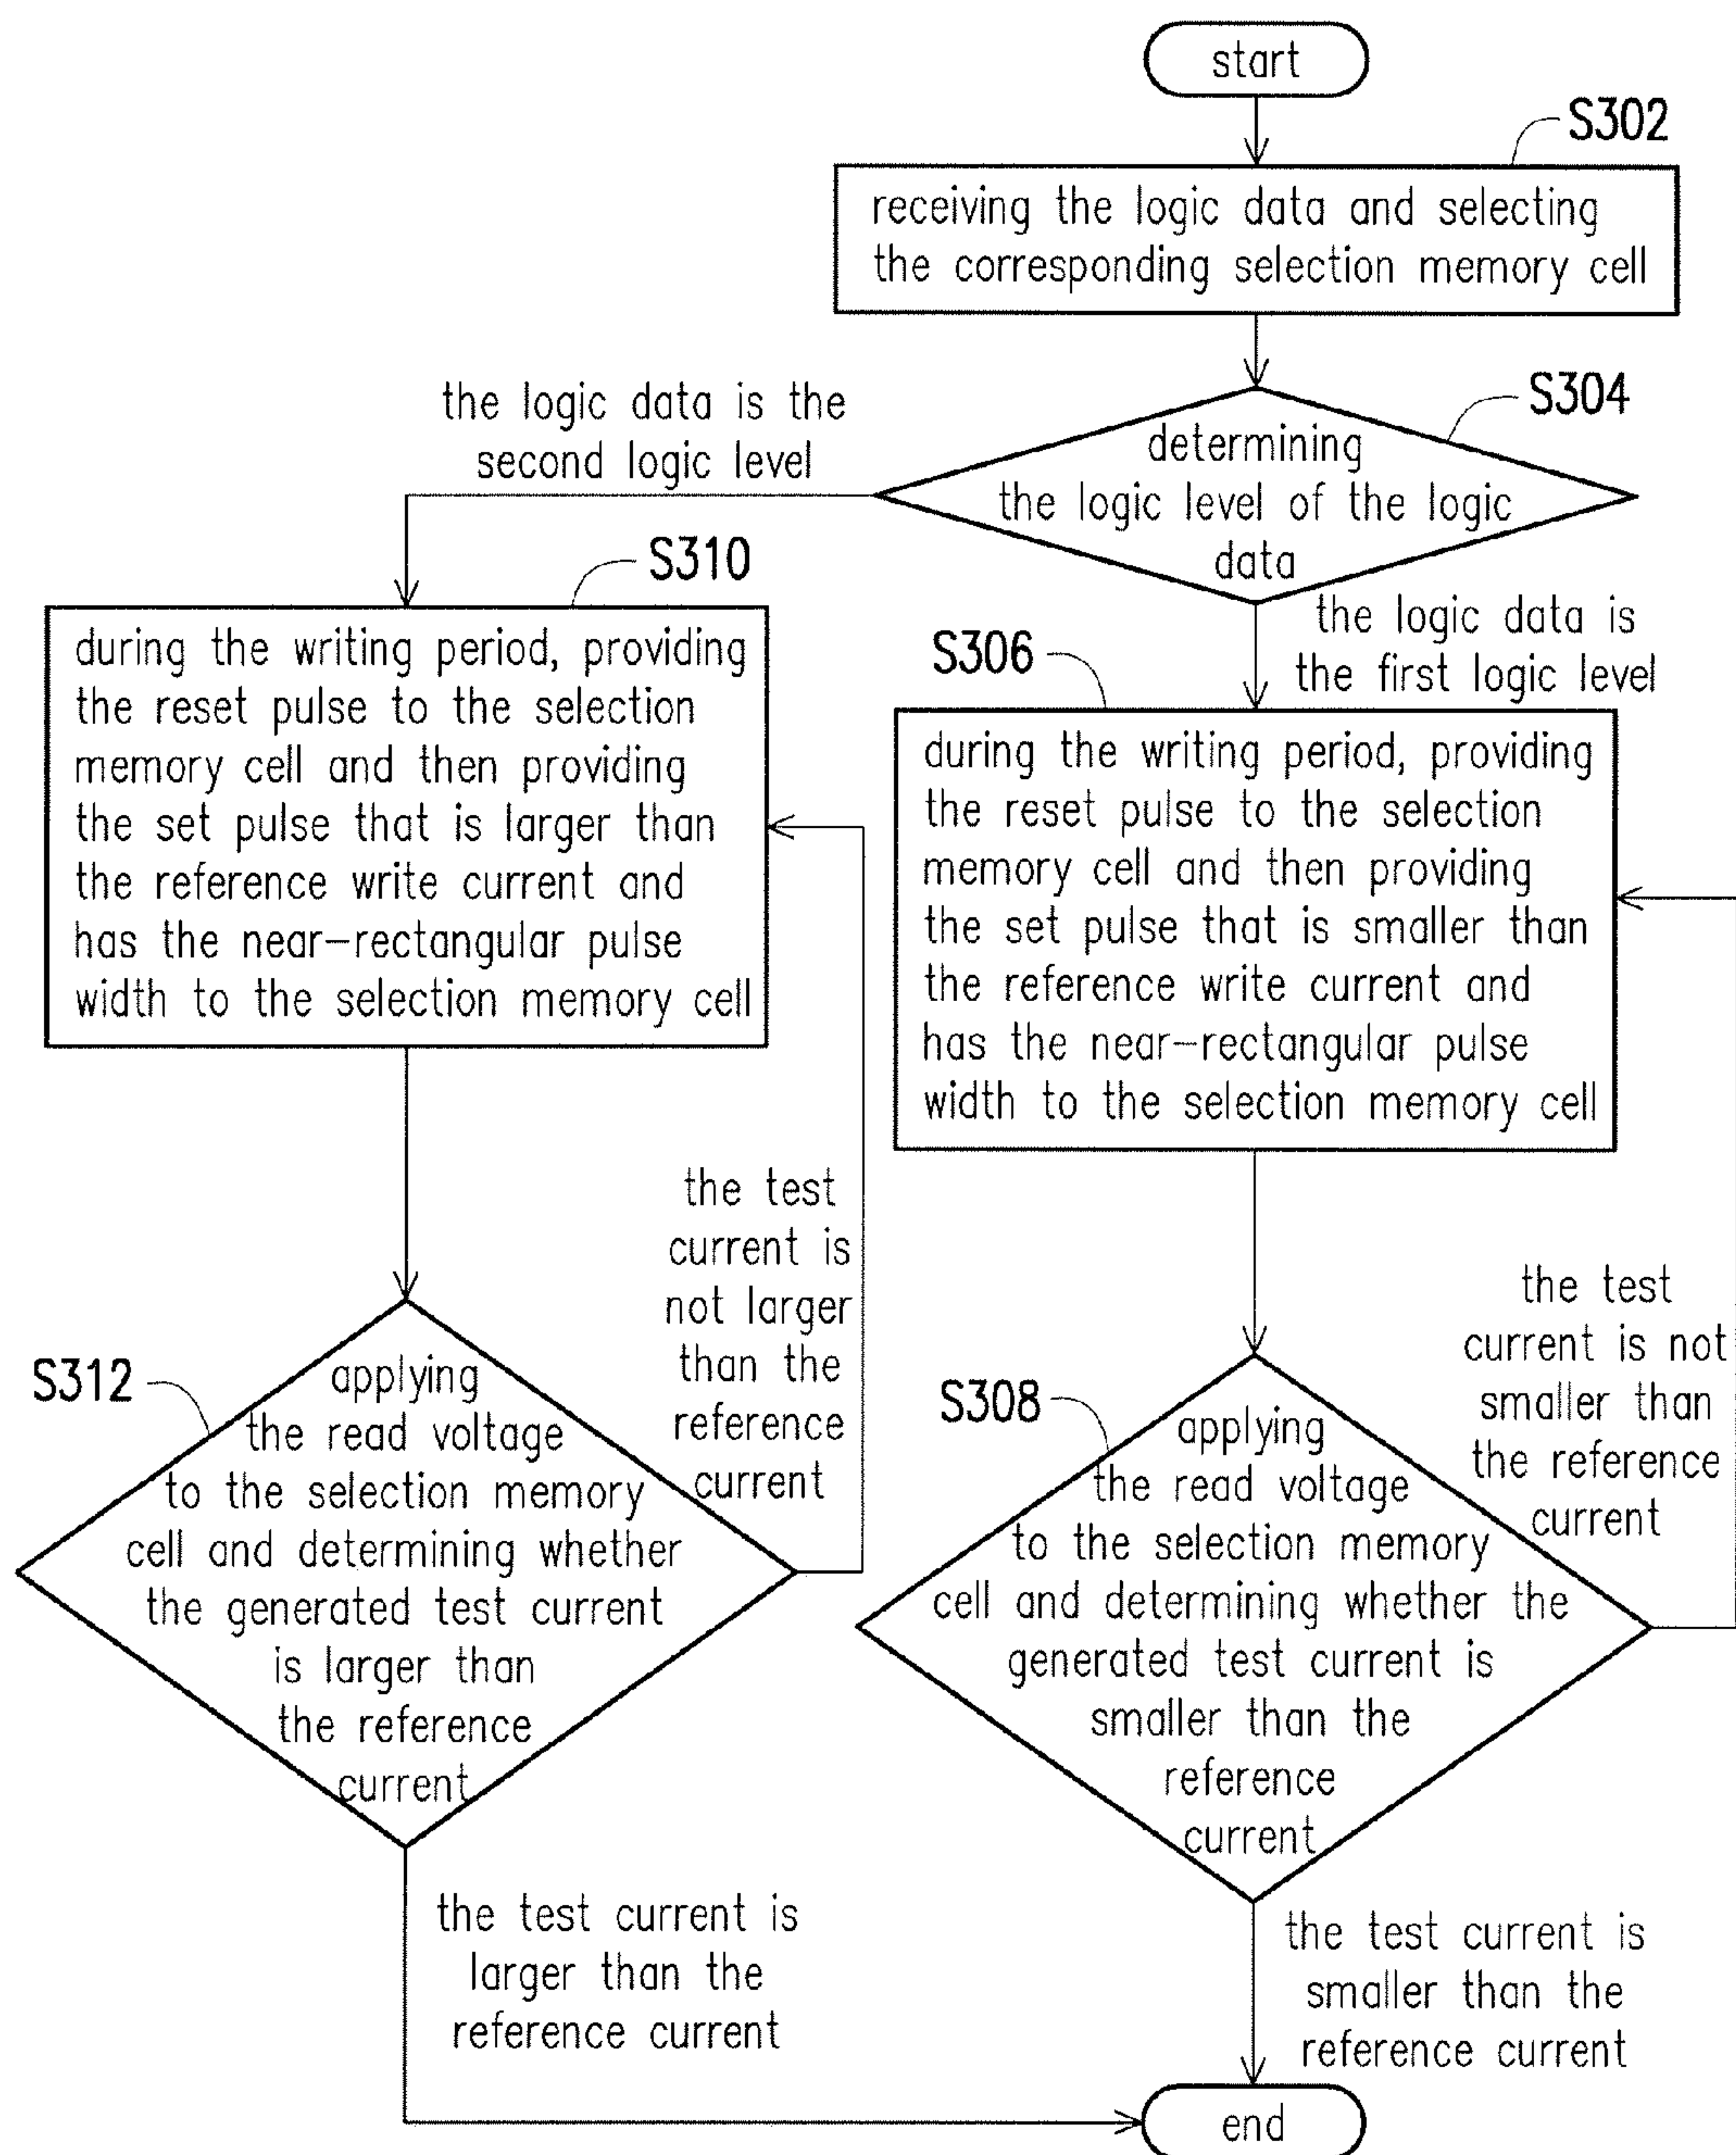 start
S302
receiving the logic data and selecting
the corresponding selection memory cell
S304
determining
the logic level of the logic
data
the logic data is the
second logic level
the logic data is
the first logic level
S310
during the writing period, providing
the reset pulse to the selection
memory cell and then providing
the set pulse that is larger than
the reference write current and
has the near-rectangular pulse
width to the selection memory cell
S306
during the writing period, providing
the reset pulse to the selection
memory cell and then providing
the set pulse that is smaller than
the reference write current and
has the near-rectangular pulse
width to the selection memory cell
the test
current is
not larger
than the
reference
current
the test
current is not
smaller than
the reference
current
S312
applying
the read voltage
to the selection memory
cell and determining whether
the generated test current
is larger than
the reference
current
S308
applying
the read voltage
to the selection memory
cell and determining whether the
generated test current is
smaller than the
reference
current
the test current is
larger than the
reference current
the test current is
smaller than the
reference current
end